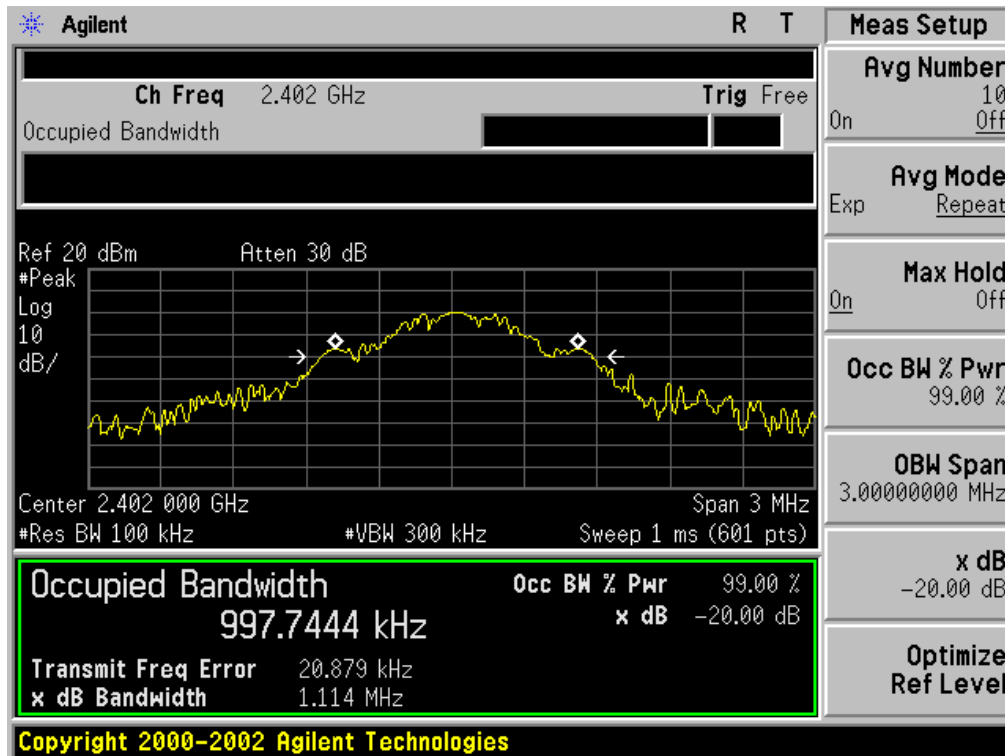 Agilent R T
Ch Freq 2.402 GHz Trig Free
Occupied Bandwidth
Ref 20 dBm Atten 30 dB
#Peak
Log
10
dB/
Center 2.402 000 GHz Span 3 MHz
#Res BW 100 kHz #VBW 300 kHz Sweep 1 ms (601 pts)
Occupied Bandwidth Occ BW % Pwr 99.00 %
997.7444 kHz x dB -20.00 dB
Transmit Freq Error 20.879 kHz
x dB Bandwidth 1.114 MHz
Copyright 2000-2002 Agilent Technologies
Meas Setup
Avg Number
10
On Off
Avg Mode
Exp Repeat
Max Hold
On Off
Occ BW % Pwr
99.00 %
OBW Span
3.00000000 MHz
x dB
-20.00 dB
Optimize
Ref Level